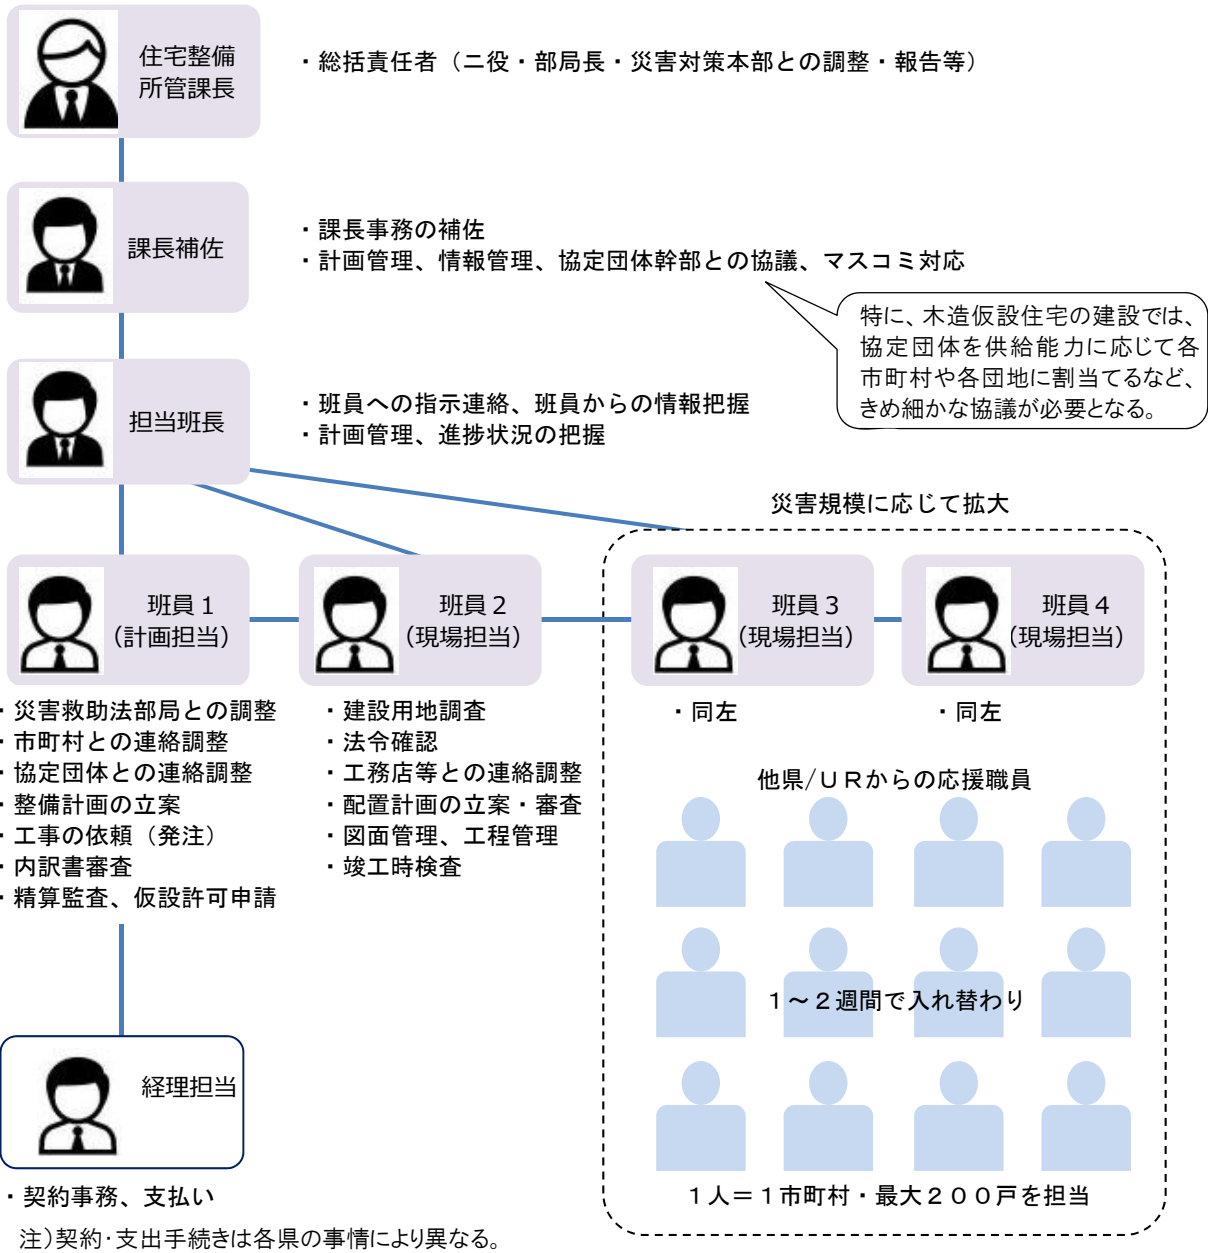 住宅整備
所管課長
・総括責任者（ニ役・部局長・災害対策本部との調整・報告等）
課長補佐
・課長事務の補佐
・計画管理、情報管理、協定団体幹部との協議、マスコミ対応
特に、木造仮設住宅の建設では、
協定団体を供給能力に応じて各
市町村や各団地に割当てるなど、
きめ細かな協議が必要となる。
担当班長
・班員への指示連絡、班員からの情報把握
・計画管理、進捗状況の把握
災害規模に応じて拡大
班員１
（計画担当）
班員２
（現場担当）
班員３
（現場担当）
班員４
（現場担当）
・災害救助法部局との調整
・市町村との連絡調整
・協定団体との連絡調整
・整備計画の立案
・工事の依頼（発注）
・内訳書審査
・精算監査、仮設許可申請
・建設用地調査
・法令確認
・工務店等との連絡調整
・配置計画の立案・審査
・図面管理、工程管理
・竣工時検査
・同左
・同左
他県/ＵＲからの応援職員
１～２週間で入れ替わり
１人＝１市町村・最大２００戸を担当
経理担当
・契約事務、支払い
注）契約・支出手続きは各県の事情により異なる。